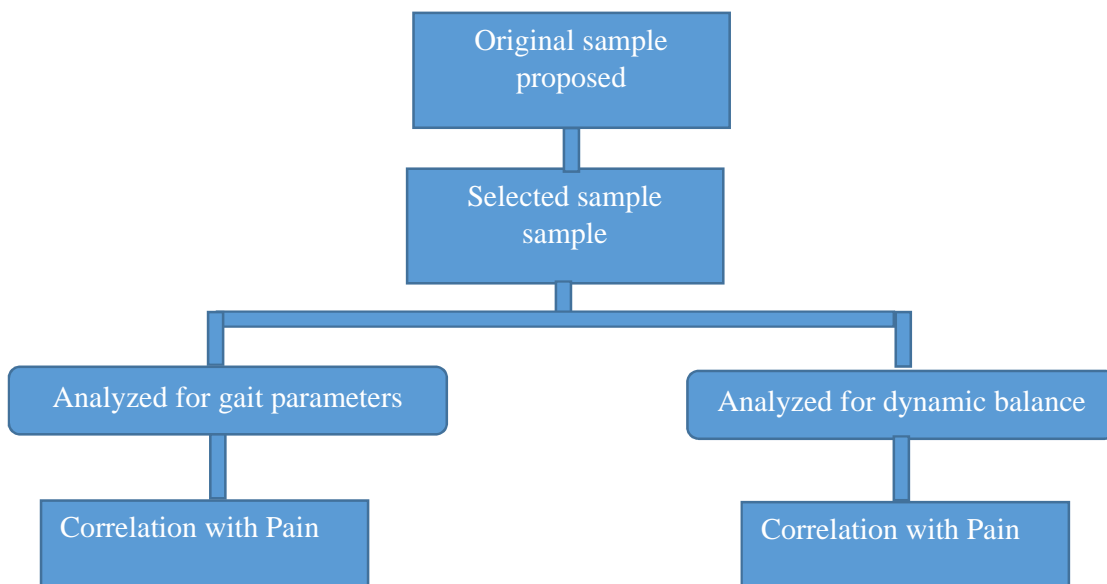 Original sample
proposed
Selected sample
sample
Analyzed for gait parameters
Analyzed for dynamic balance
Correlation with Pain
Correlation with Pain